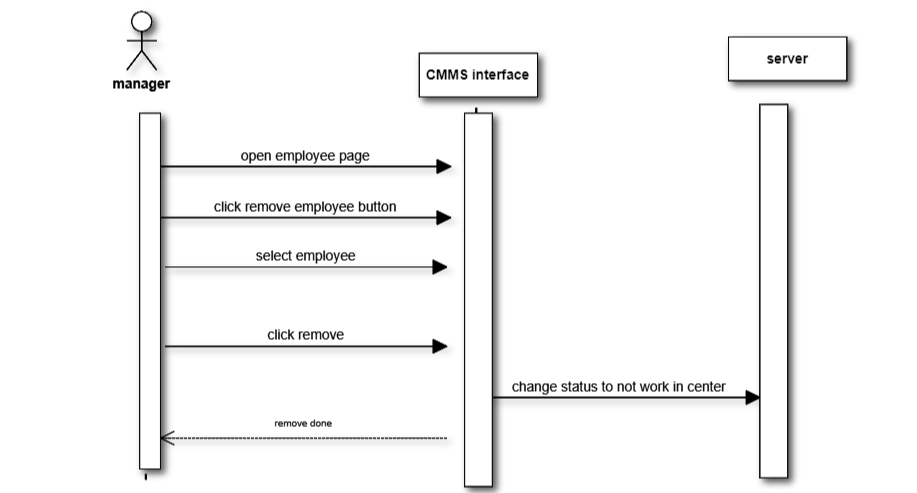 manager
CMMS interface
server
open employee page
click remove employee button
select employee
click remove
change status to not work in center
remove done